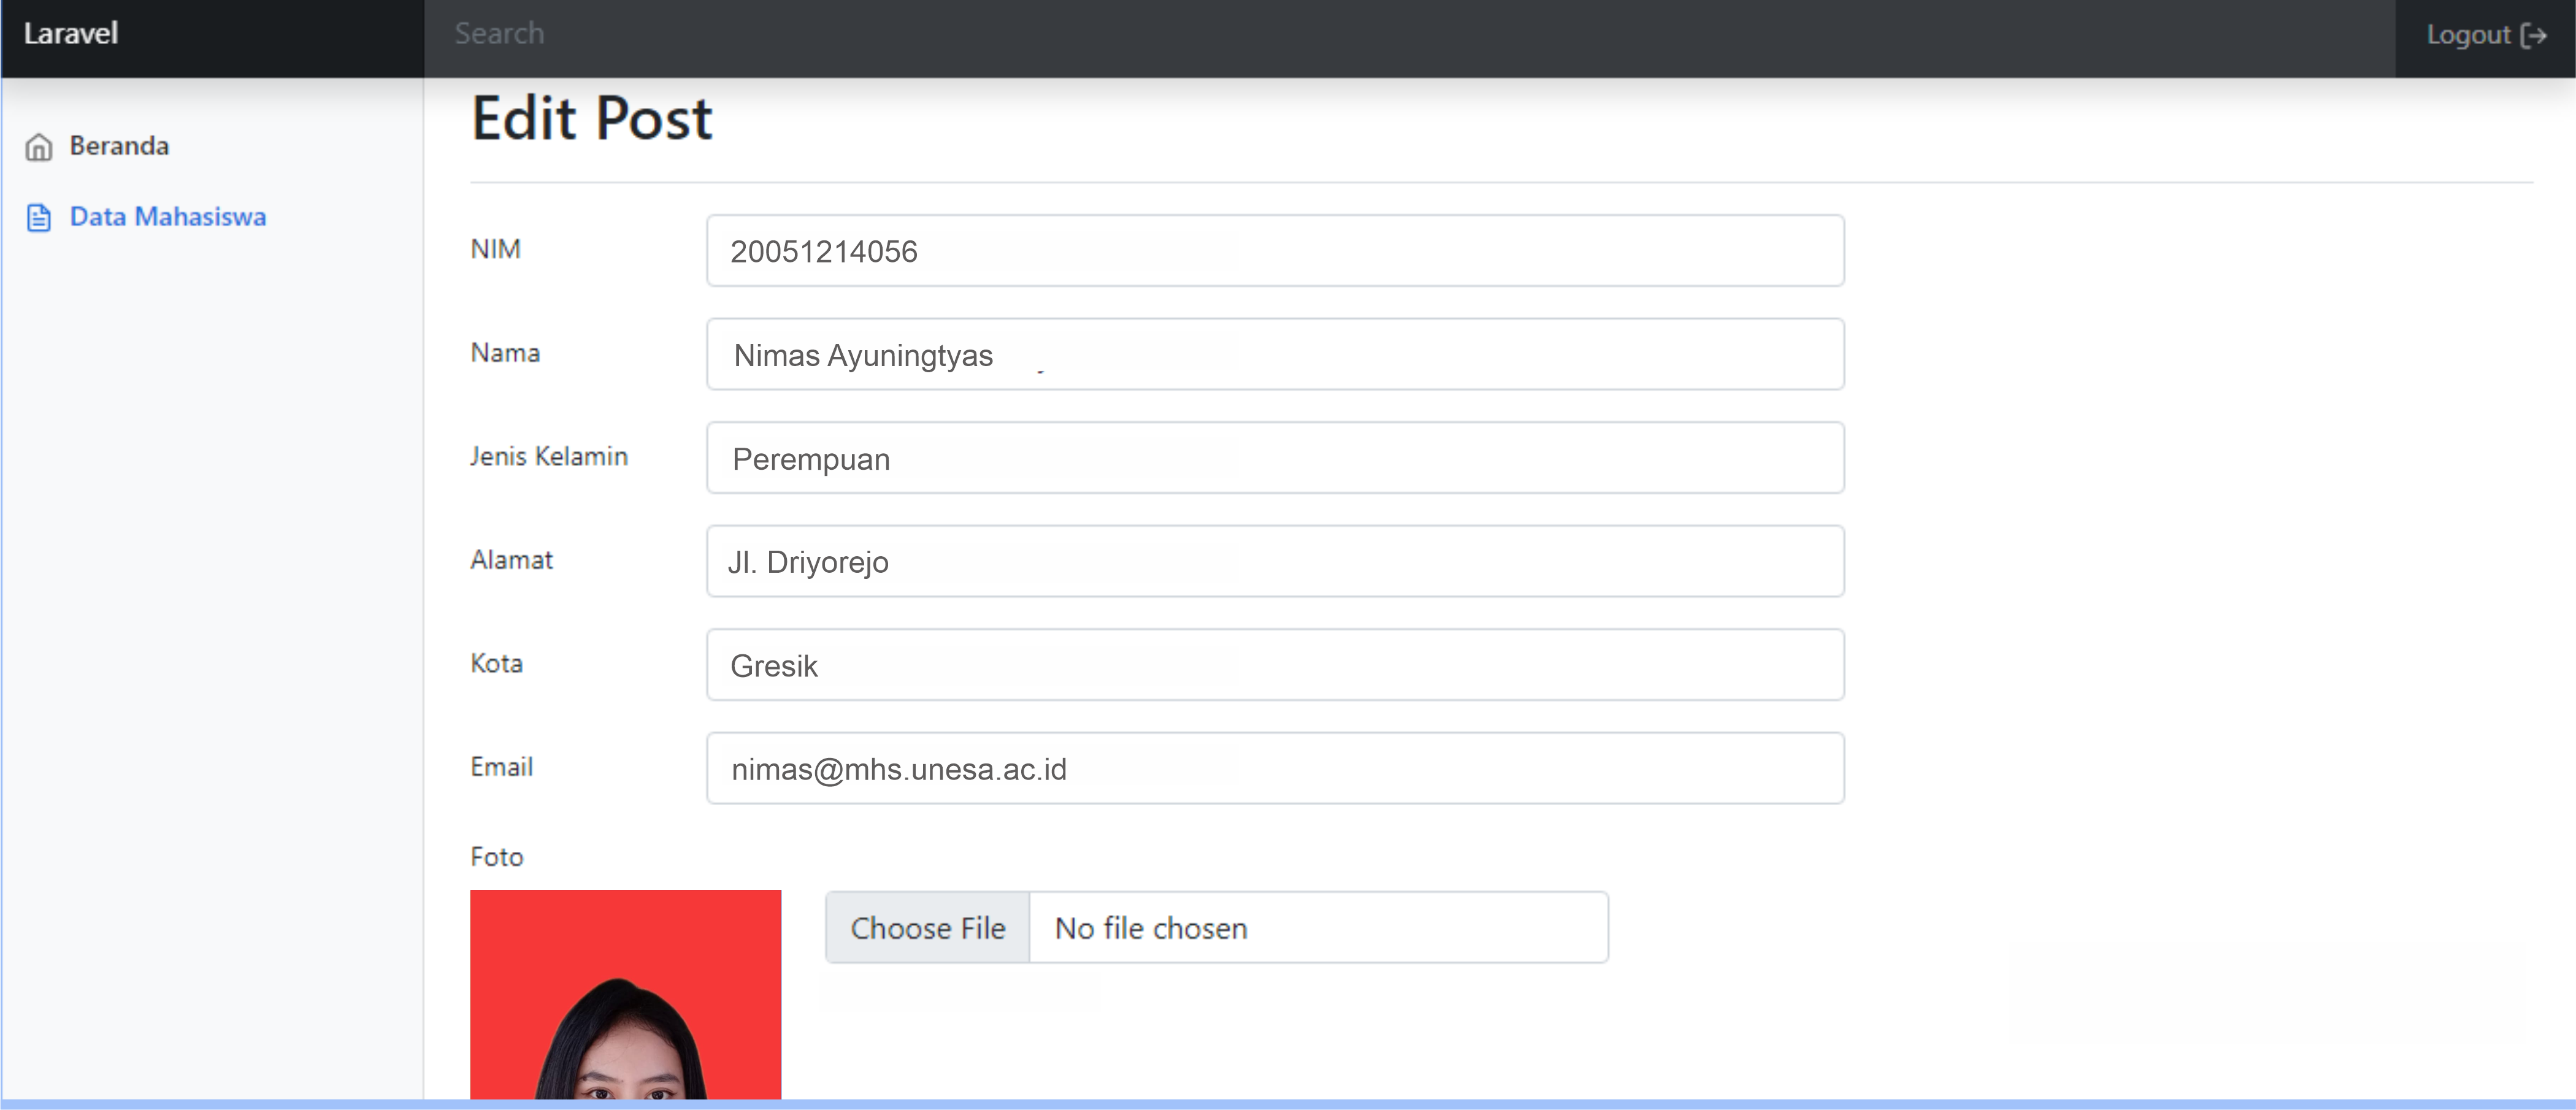 Laravel Search Logout
Edit Post
Beranda
Data Mahasiswa
NIM 20051214056
Nama Nimas Ayuningtyas
Jenis Kelamin Perempuan
Alamat Jl. Driyorejo
Kota Gresik
Email nimas@mhs.unesa.ac.id
Foto
Choose File No file chosen